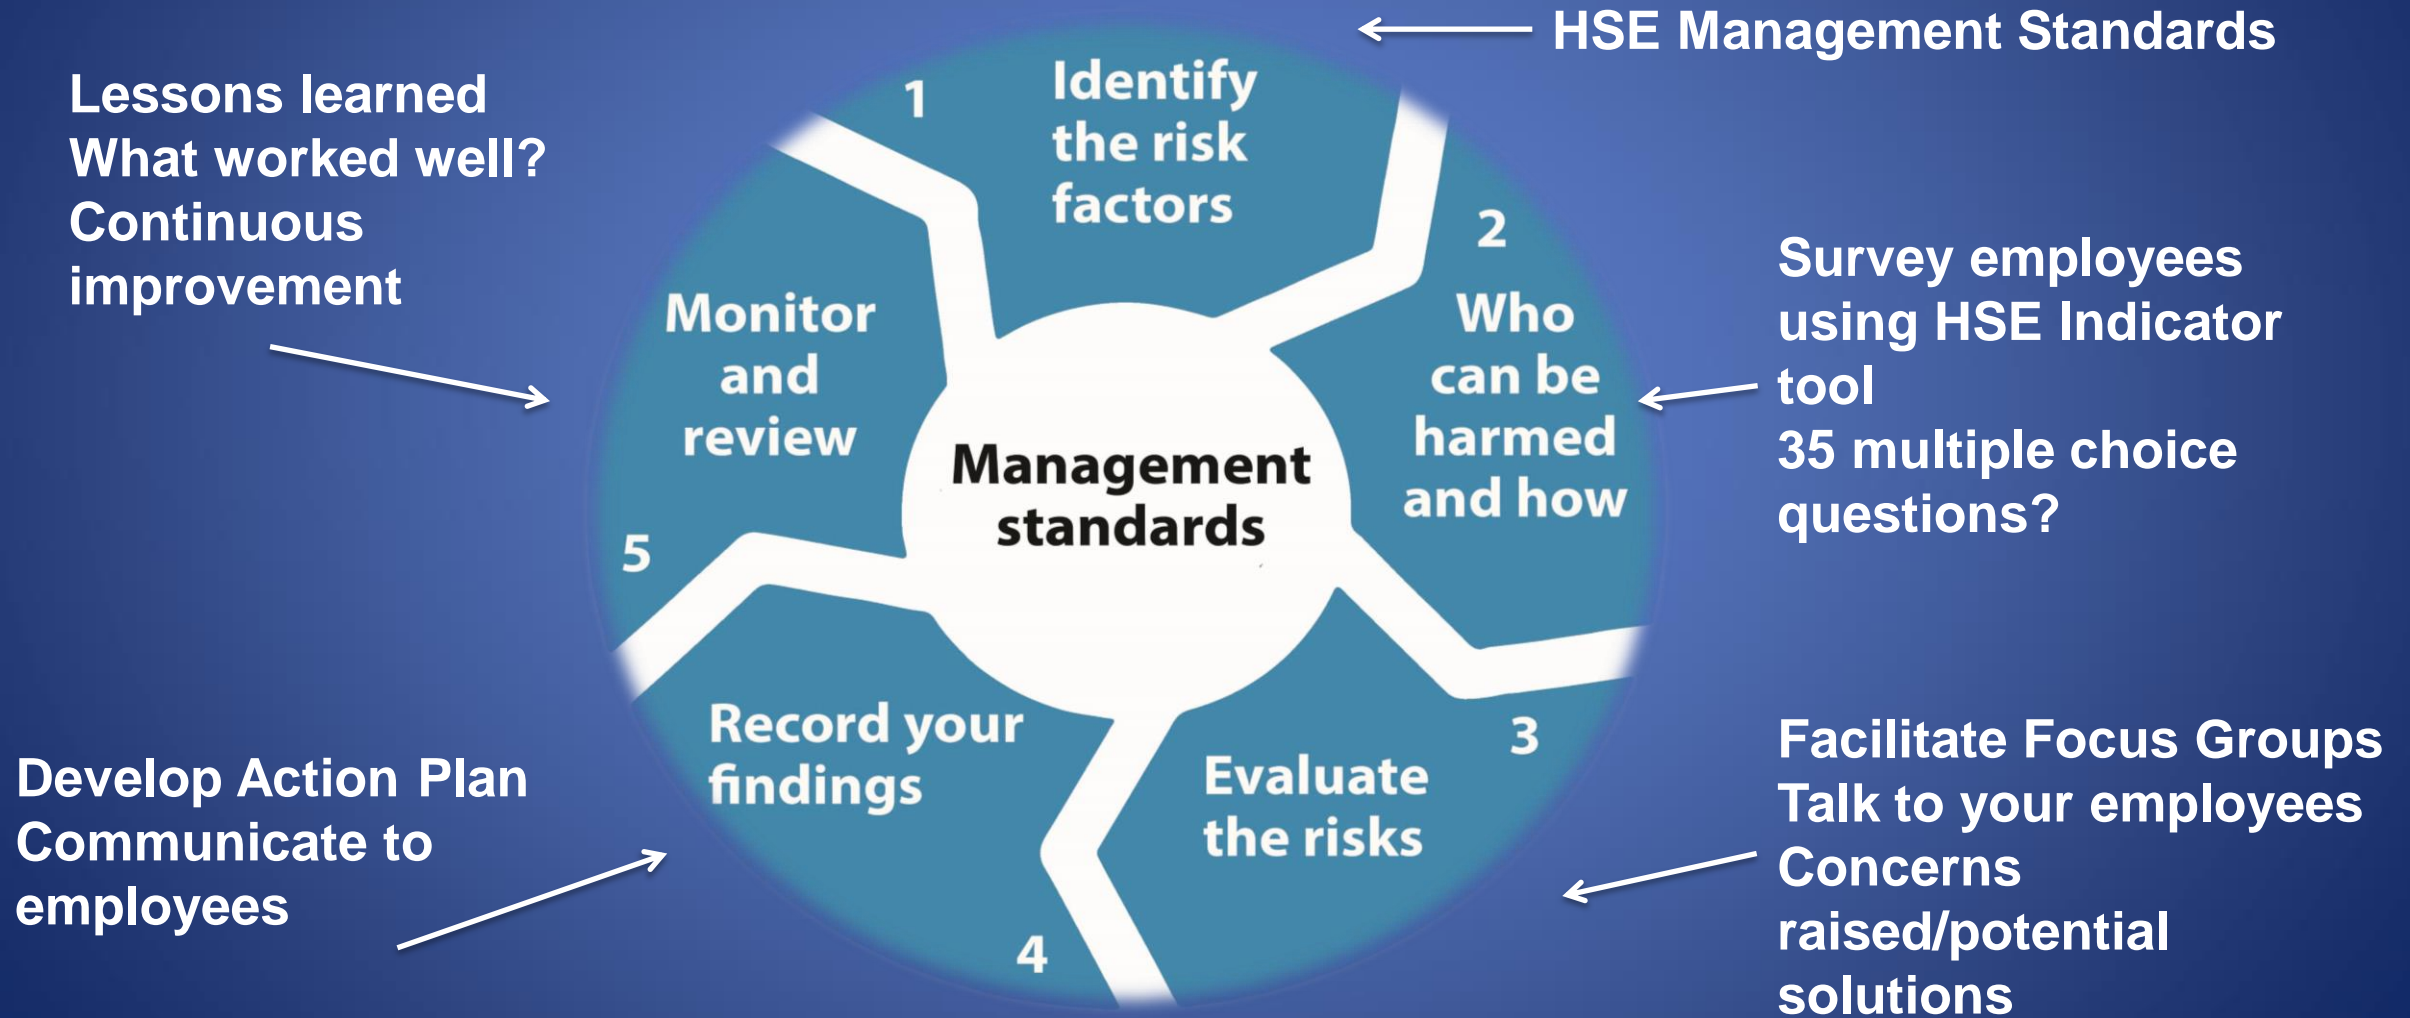 HSE Management Standards
1
Identify
the risk
factors
2
Who
can be
harmed
and how
Survey employees
using HSE Indicator
tool
35 multiple choice
questions?
3
Evaluate
the risks
Facilitate Focus Groups
Talk to your employees
Concerns
raised/potential
solutions
4
Record your
findings
Develop Action Plan
Communicate to
employees
5
Monitor
and
review
Lessons learned
What worked well?
Continuous
improvement
Management
standards